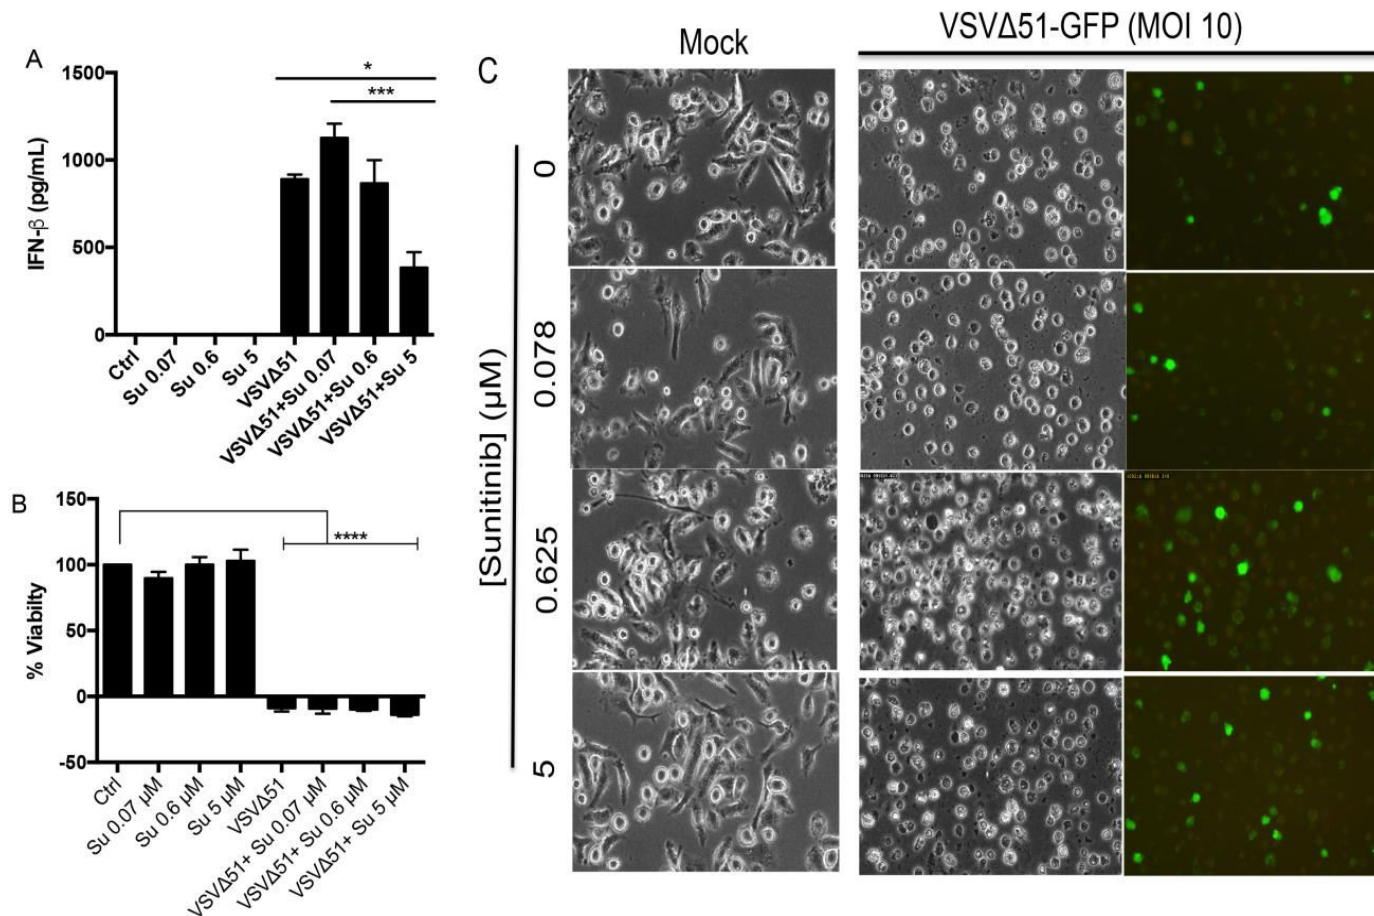 A
1500
1000
500
0
IFN-β (pg/mL)
*
***
Ctrl
Su 0.07
Su 0.6
Su 5
VSVΔ51
VSVΔ51+Su 0.07
VSVΔ51+Su 0.6
VSVΔ51+Su 5
B
150
100
50
0
-50
% Viabilty
****
Ctrl
Su 0.07 µM
Su 0.6 µM
Su 5 µM
VSVΔ51
VSVΔ51+ Su 0.07 µM
VSVΔ51+ Su 0.6 µM
VSVΔ51+ Su 5 µM
C
Mock
VSVΔ51-GFP (MOI 10)
[Sunitinib] (µM)
0
0.078
0.625
5